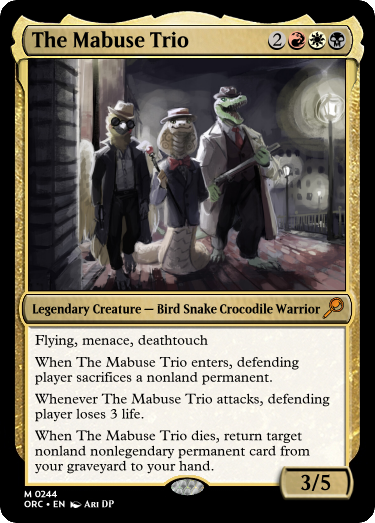 The Mabuse Trio 2
Legendary Creature — Bird Snake Crocodile Warrior
Flying, menace, deathtouch
When The Mabuse Trio enters, defending
player sacrifices a nonland permanent.
Whenever The Mabuse Trio attacks, defending
player loses 3 life.
When The Mabuse Trio dies, return target
nonland nonlegendary permanent card from
your graveyard to your hand.
3/5
M 0244
ORC • EN Ari DP